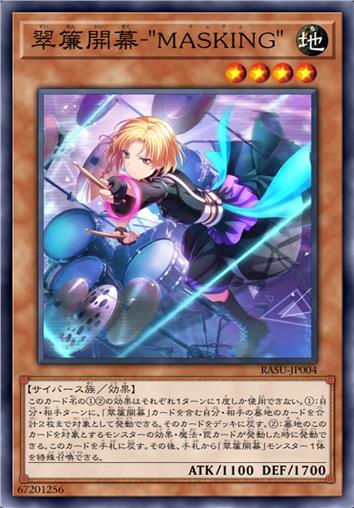 翠簾開幕-"MASKING"
地
RASU-JP004
【サイバース族／効果】
このカード名の①②の効果はそれぞれ１ターンに１度しか使用できない。①：自
分・相手ターンに、「翠簾開幕」カードを含む自分・相手の墓地のカードを合
計２枚まで対象として発動できる。そのカードをデッキに戻す。②：墓地のこ
のカードを対象とするモンスターの効果・魔法・罠カードが発動した時に発動で
きる。このカードを手札に戻す。その後、手札から「翠簾開幕」モンスター１体
を特殊召喚できる。
ATK/1100 DEF/1700
67201256